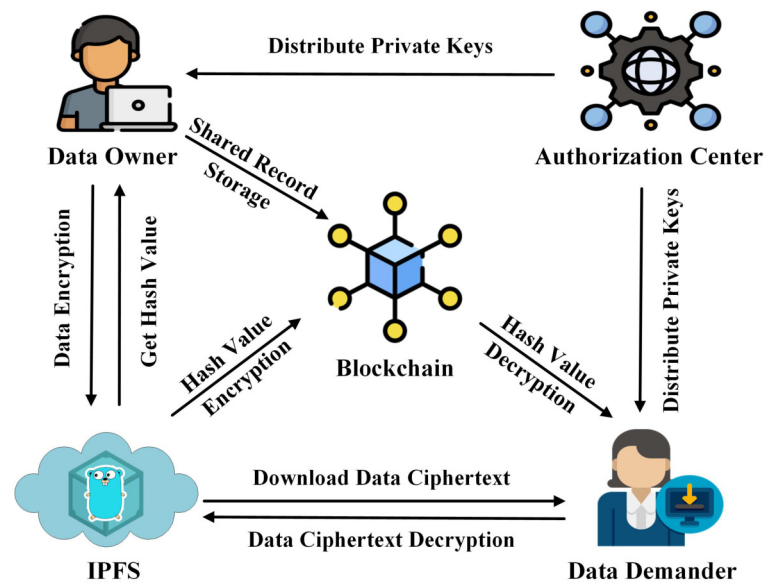 Distribute Private Keys
Data Owner
Authorization Center
Shared Record
Storage
Data Encryption
Get Hash Value
Distribute Private Keys
Blockchain
Hash Value
Encryption
Hash Value
Decryption
Download Data Ciphertext
Data Ciphertext Decryption
IPFS
Data Demander